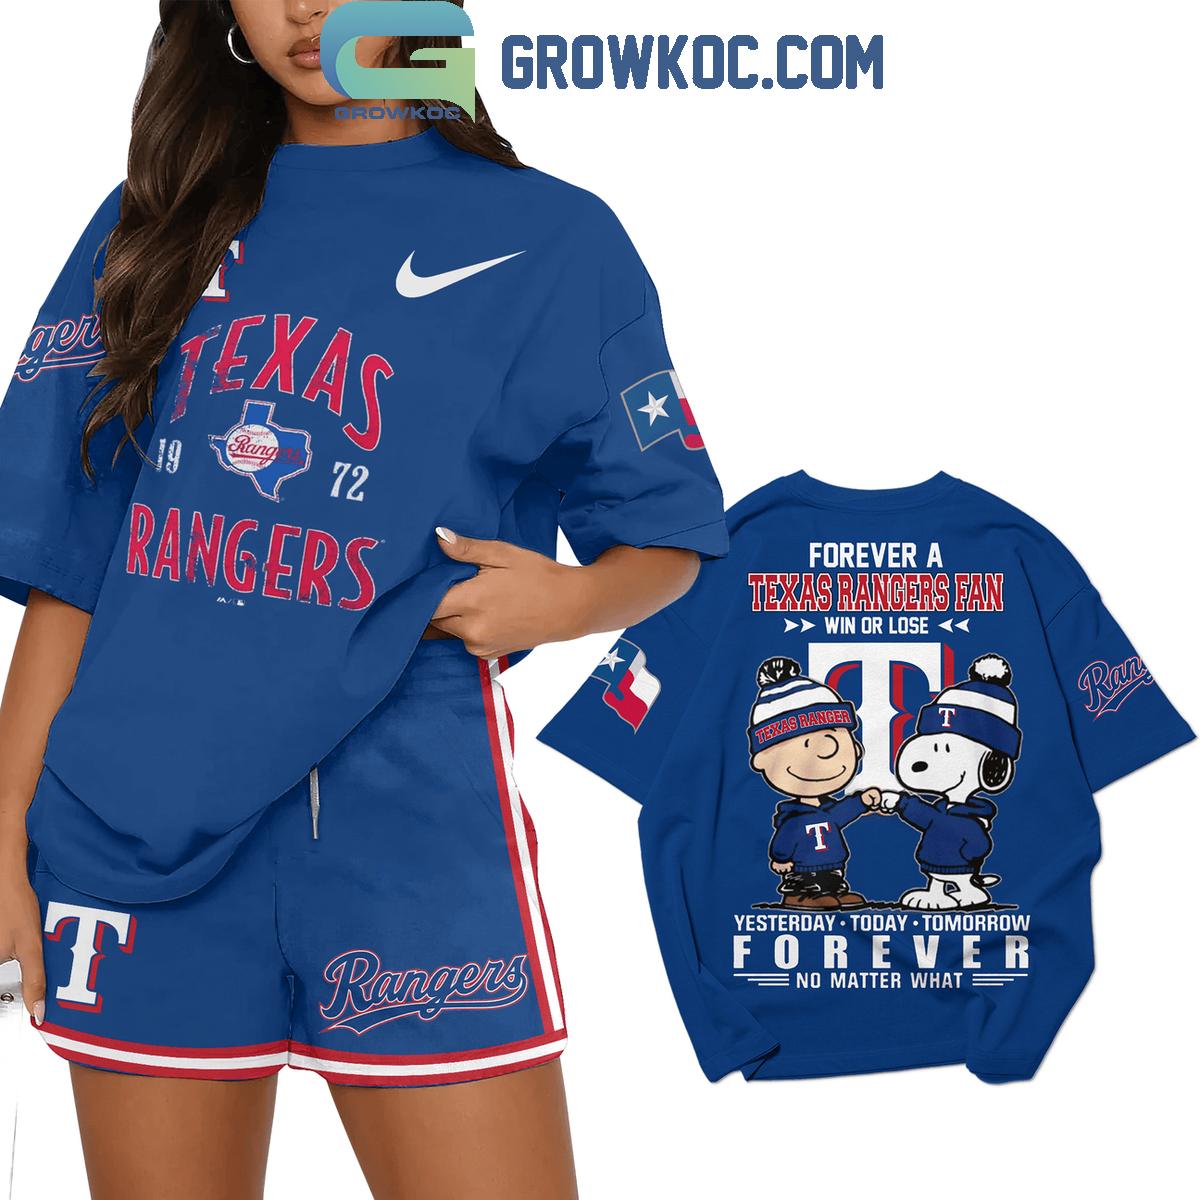 GROWKOC
GROWKOC.COM
T
TEXAS
19
Rangers
72
RANGERS
T
Rangers
FOREVER A
TEXAS RANGERS FAN
WIN OR LOSE
T
TEXAS RANGER
T
T
YESTERDAY • TODAY • TOMORROW
FOREVER
NO MATTER WHAT